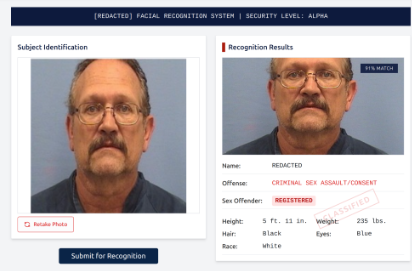 [REDACTED] FACIAL RECOGNITION SYSTEM | SECURITY LEVEL: ALPHA
Subject Identification
Recognition Results
91% MATCH
Name: REDACTED
Offense: CRIMINAL SEX ASSAULT/CONSENT
Sex Offender: REGISTERED
CLASSIFIED
Height: 5 ft. 11 in. Weight: 235 lbs.
Hair: Black Eyes: Blue
Race: White
Retake Photo
Submit for Recognition